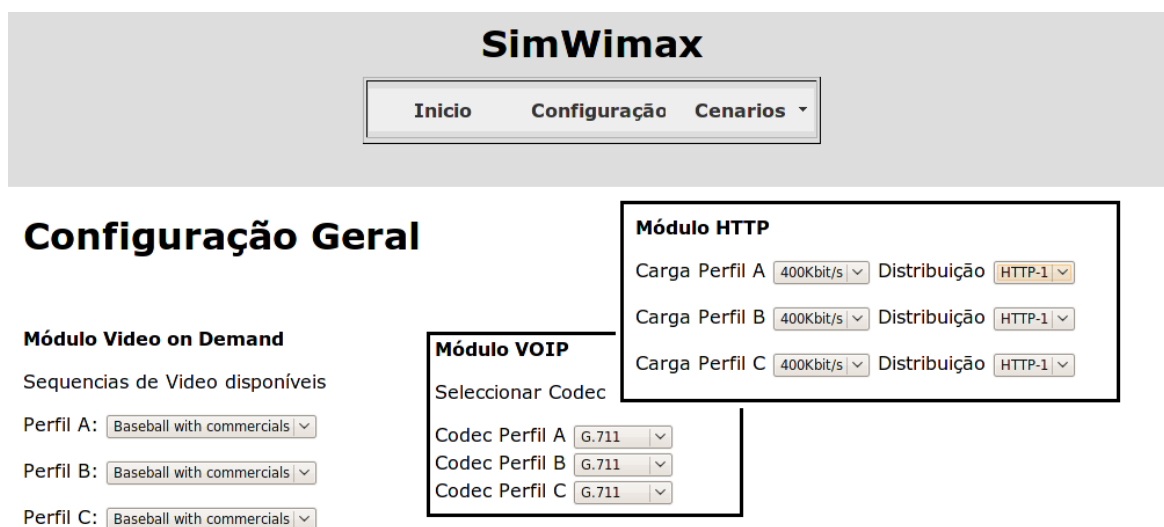 SimWimax
Inicio Configuração Cenarios
Configuração Geral
Módulo Video on Demand
Sequencias de Video disponíveis
Perfil A: Baseball with commercials
Perfil B: Baseball with commercials
Perfil C: Baseball with commercials
Módulo VOIP
Seleccionar Codec
Codec Perfil A G.711
Codec Perfil B G.711
Codec Perfil C G.711
Módulo HTTP
Carga Perfil A 400Kbit/s Distribuição HTTP-1
Carga Perfil B 400Kbit/s Distribuição HTTP-1
Carga Perfil C 400Kbit/s Distribuição HTTP-1